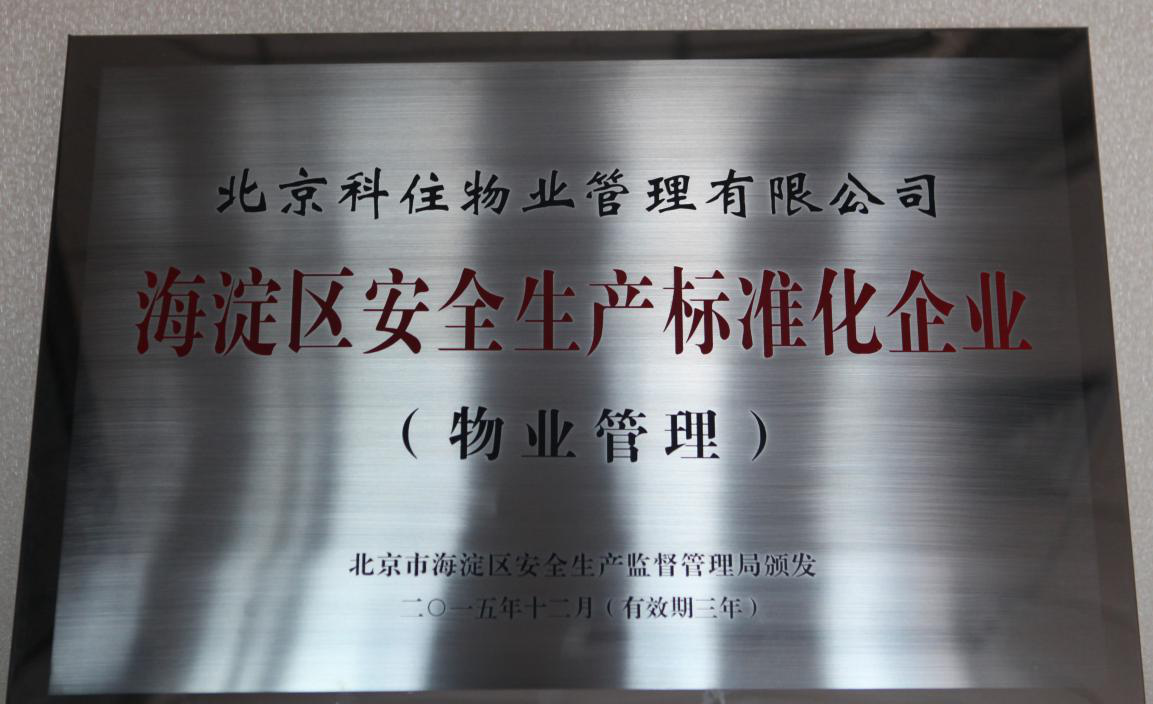 北京科住物业管理有限公司
海淀区安全生产标准化企业
（物业管理）
北京市海淀区安全生产监督管理局颁发
二〇一五年十二月（有效期三年）